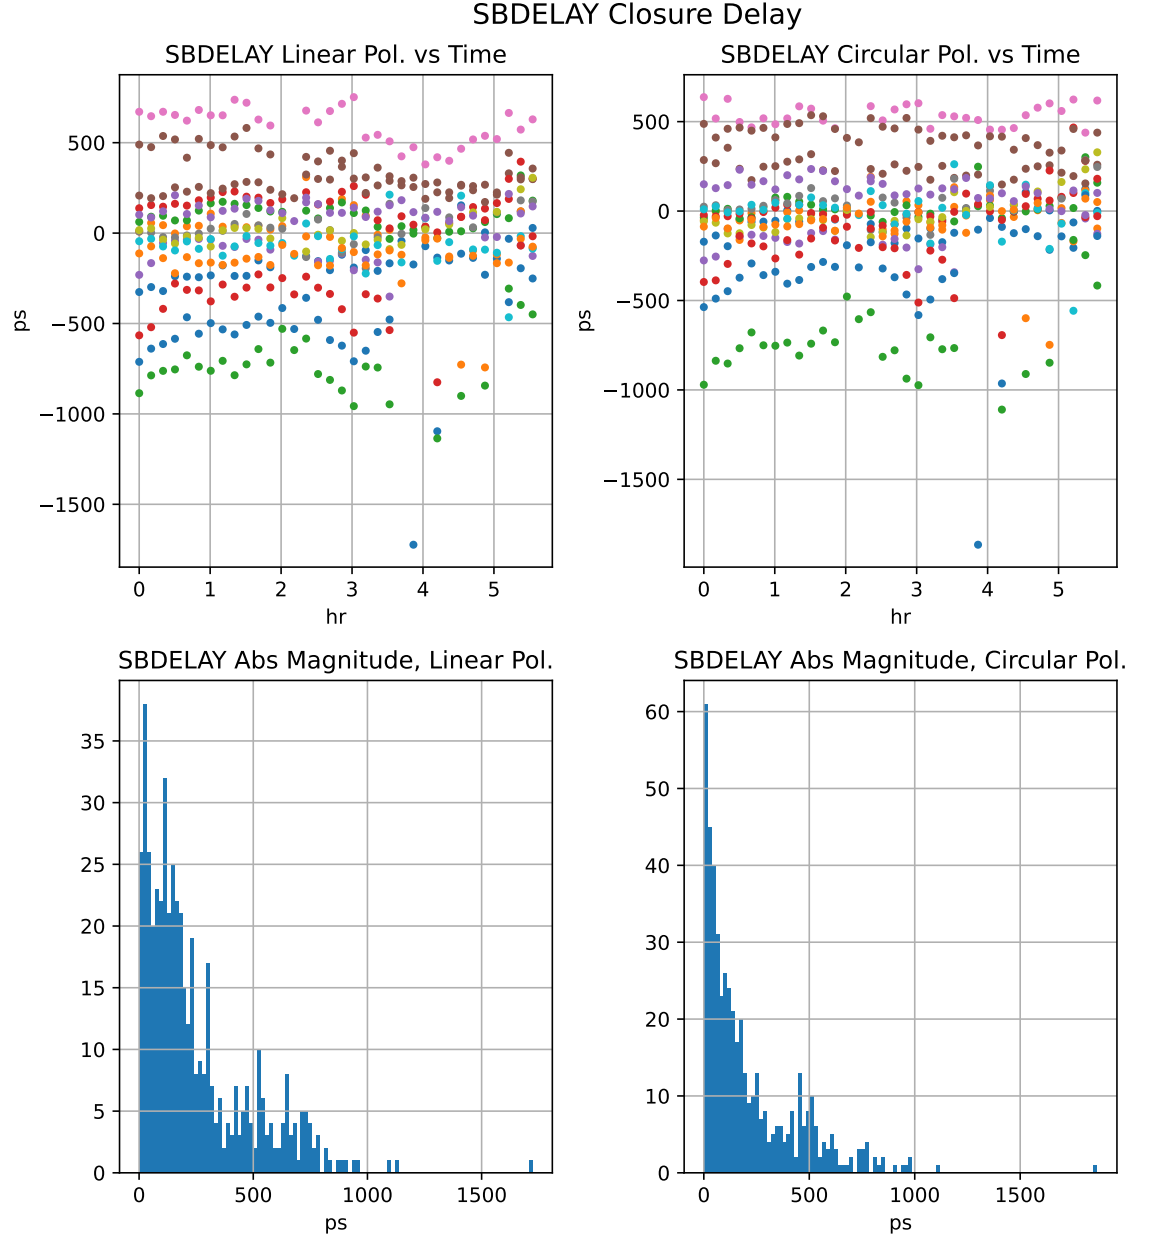 SBDELAY Closure Delay
SBDELAY Linear Pol. vs Time
500
0
−500
−1000
−1500
ps
0 1 2 3 4 5
hr
SBDELAY Circular Pol. vs Time
500
0
−500
−1000
−1500
ps
0 1 2 3 4 5
hr
SBDELAY Abs Magnitude, Linear Pol.
35
30
25
20
15
10
5
0
0 500 1000 1500
ps
SBDELAY Abs Magnitude, Circular Pol.
60
50
40
30
20
10
0
0 500 1000 1500
ps